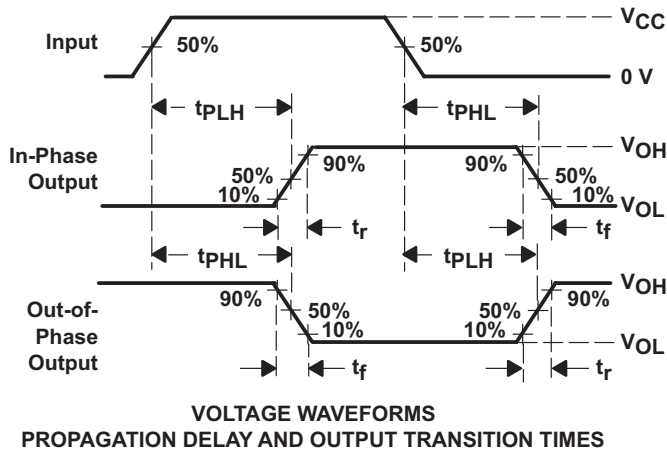 Input
50%
50%
VCC
0 V
tPLH
tPHL
In-Phase
Output
50%
10%
90%
90%
50%
10%
VOH
VOL
tr
tf
tPHL
tPLH
Out-of-
Phase
Output
90%
50%
10%
50%
10%
90%
VOH
VOL
tf
tr
VOLTAGE WAVEFORMS
PROPAGATION DELAY AND OUTPUT TRANSITION TIMES